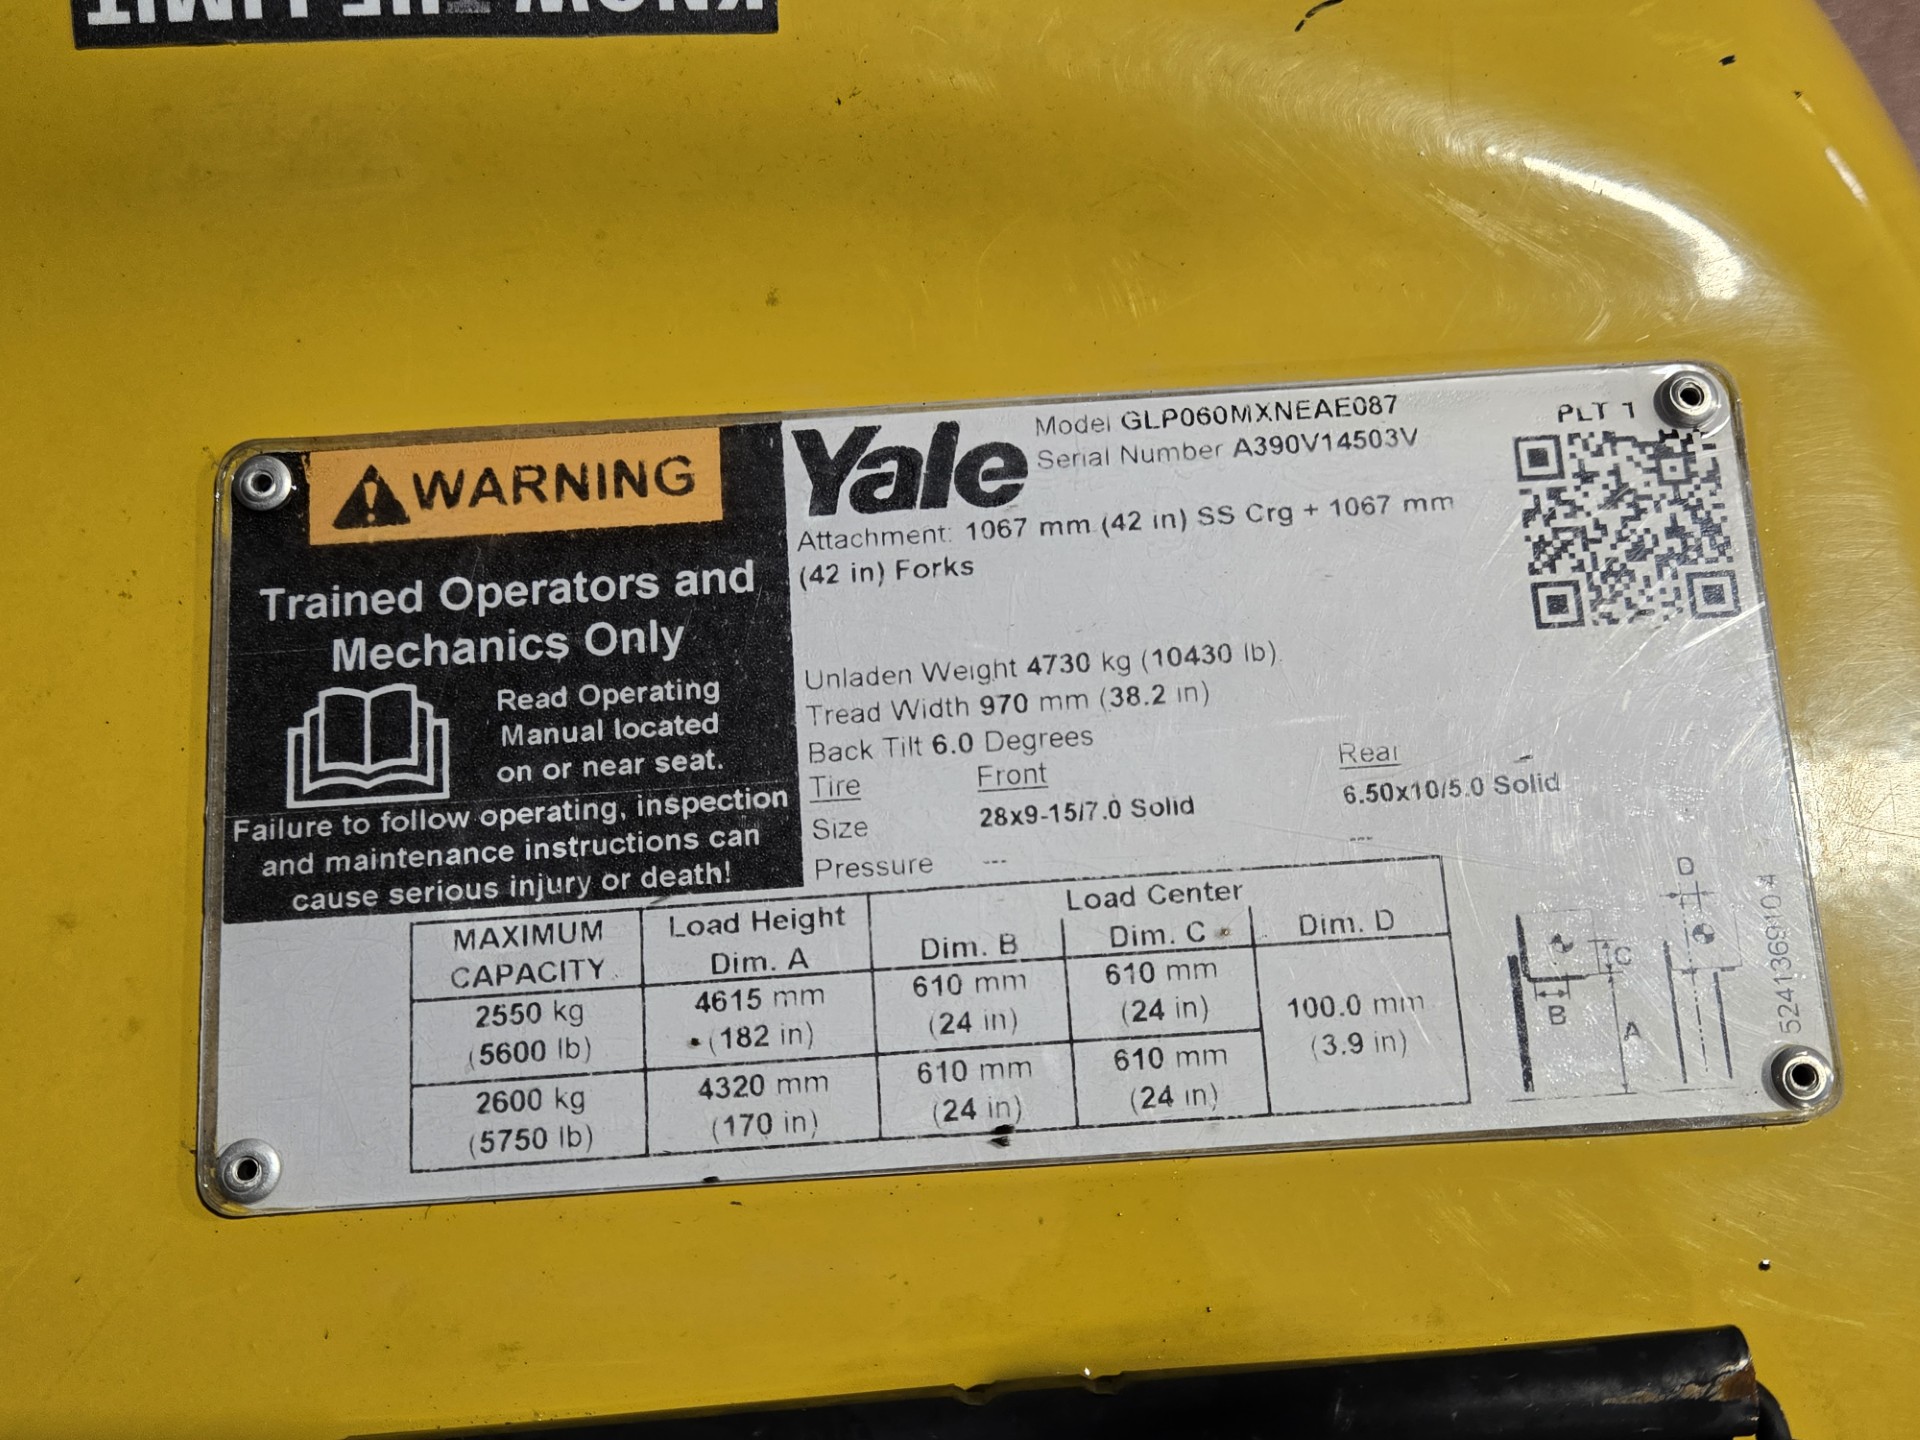 KNOW THE LIMIT
WARNING
Trained Operators and
Mechanics Only
Read Operating
Manual located
on or near seat.
Failure to follow operating, inspection
and maintenance instructions can
cause serious injury or death!
Yale
Model GLP060MXNEAE087
Serial Number A390V14503V
PLT 1
Attachment: 1067 mm (42 in) SS Crg + 1067 mm
(42 in) Forks
Unladen Weight 4730 kg (10430 lb)
Tread Width 970 mm (38.2 in)
Back Tilt 6.0 Degrees
Tire Front Rear
Size 28x9-15/7.0 Solid 6.50x10/5.0 Solid
Pressure --- ---
MAXIMUM CAPACITY Load Height Dim. A Load Center
Dim. B Dim. C Dim. D
2550 kg 4615 mm 610 mm 610 mm 100.0 mm
(5600 lb) (182 in) (24 in) (24 in) (3.9 in)
2600 kg 4320 mm 610 mm 610 mm
(5750 lb) (170 in) (24 in) (24 in)
D
C
B
A
524136910 4